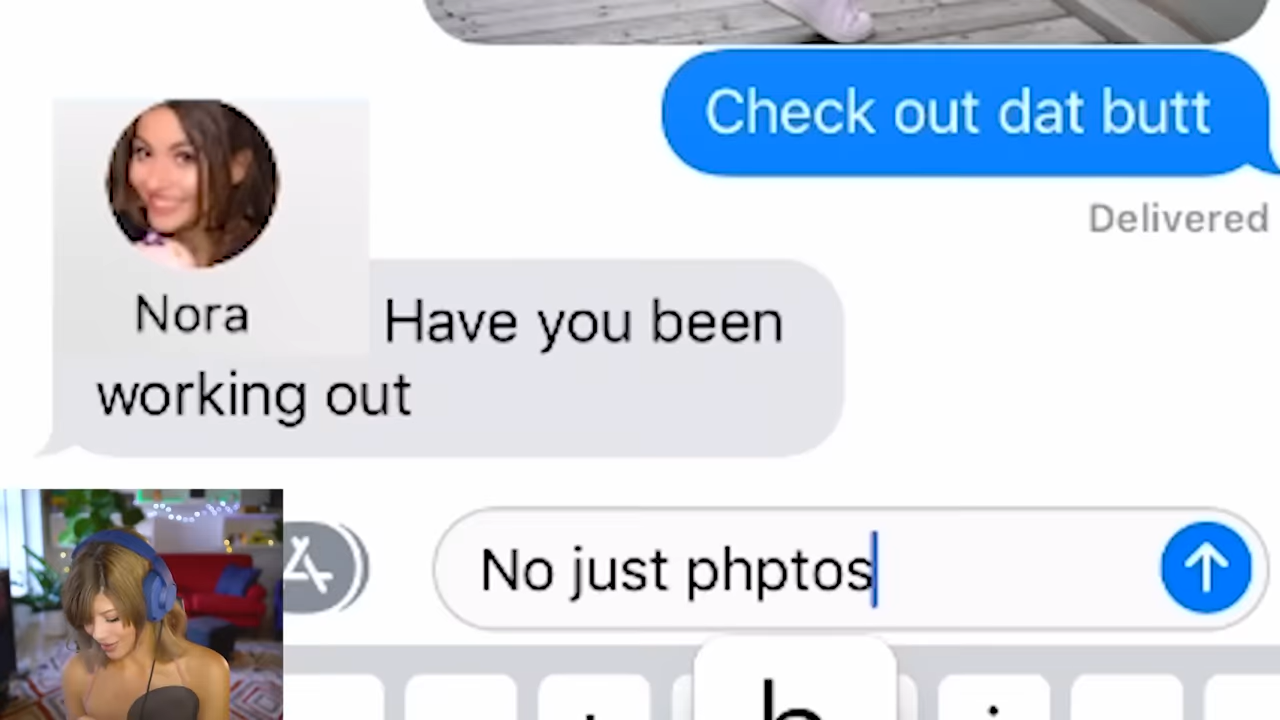 Check out dat butt
Delivered
Nora
Have you been
working out
No just phptos